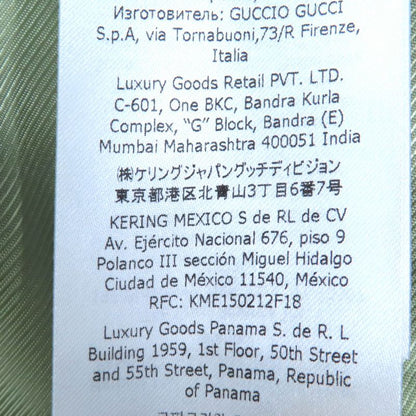 Изготовитель: GUCCIO GUCCI
S.p.A, via Tornabuoni,73/R Firenze,
Italia
Luxury Goods Retail PVT. LTD.
C-601, One BKC, Bandra Kurla
Complex, “G” Block, Bandra (E)
Mumbai Maharashtra 400051 India
㈱ケリングジャパングッチディビジョン
東京都港区北青山3丁目6番7号
KERING MEXICO S de RL de CV
Av. Ejército Nacional 676, piso 9
Polanco III sección Miguel Hidalgo
Ciudad de México 11540, México
RFC: KME150212F18
Luxury Goods Panama S. de R. L
Building 1959, 1st Floor, 50th Street
and 55th Street, Panama, Republic
of Panama